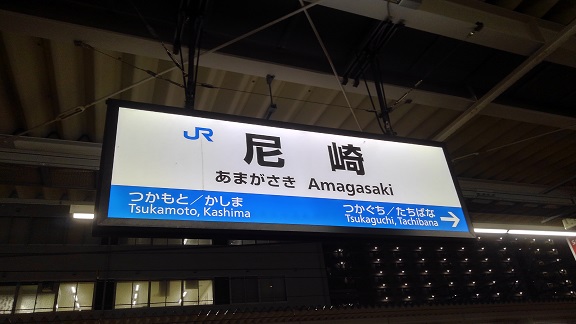 JR 尼崎
あまがさき Amagasaki
つかもと／かしま
Tsukamoto, Kashima
つかぐち／たちばな
Tsukaguchi, Tachibana